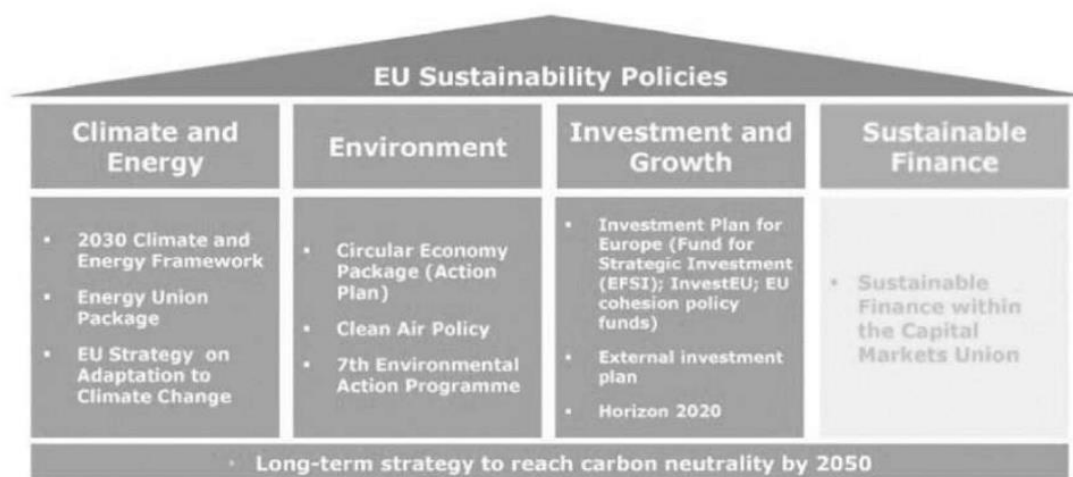 EU Sustainability Policies
Climate and
Energy
▪ 2030 Climate and
Energy Framework
▪ Energy Union
Package
▪ EU Strategy on
Adaptation to
Climate Change
Environment
▪ Circular Economy
Package (Action
Plan)
▪ Clean Air Policy
▪ 7th Environmental
Action Programme
Investment and
Growth
▪ Investment Plan for
Europe (Fund for
Strategic Investment
(EFSI); InvestEU; EU
cohesion policy
funds)
▪ External investment
plan
▪ Horizon 2020
Sustainable
Finance
▪ Sustainable
Finance within
the Capital
Markets Union
▪ Long-term strategy to reach carbon neutrality by 2050